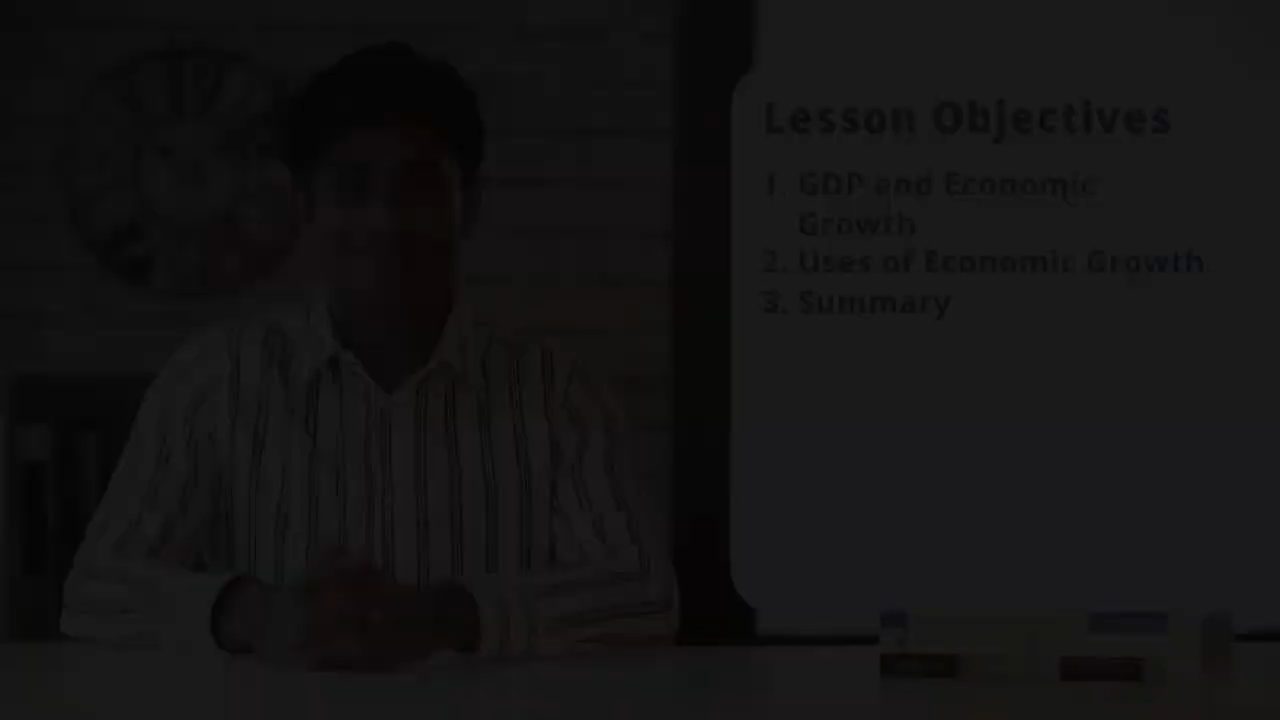 Lesson Objectives
1. GDP and Economic
Growth
2. Uses of Economic Growth
3. Summary